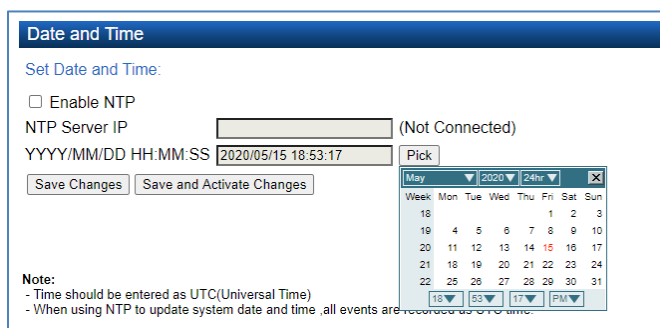 Date and Time
Set Date and Time:
Enable NTP
NTP Server IP (Not Connected)
YYYY/MM/DD HH:MM:SS 2020/05/15 18:53:17 Pick
Save Changes Save and Activate Changes
May 2020 24hr X
Week Mon Tue Wed Thu Fri Sat Sun
18 1 2 3
19 4 5 6 7 8 9 10
20 11 12 13 14 15 16 17
21 18 19 20 21 22 23 24
22 25 26 27 28 29 30 31
18 53 17 PM
Note:
- Time should be entered as UTC(Universal Time)
- When using NTP to update system date and time ,all events are recorded as UTC time.